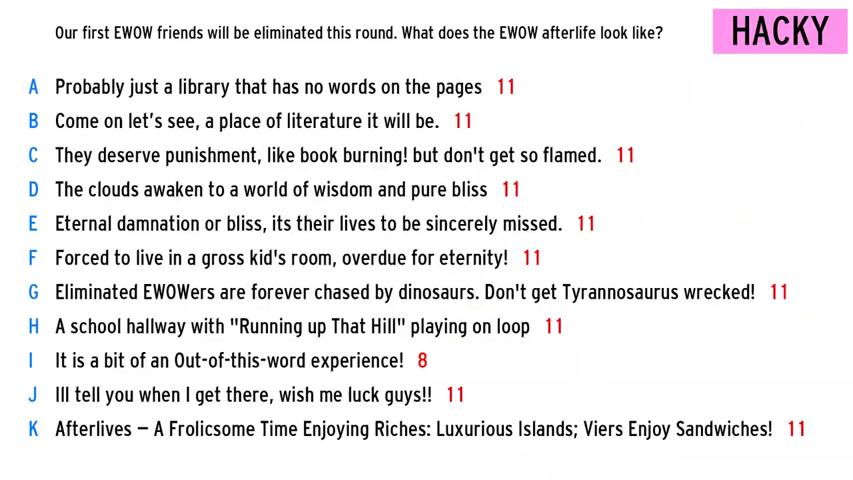 Our first EWOW friends will be eliminated this round. What does the EWOW afterlife look like?
HACKY
A Probably just a library that has no words on the pages 11
B Come on let's see, a place of literature it will be. 11
C They deserve punishment, like book burning! but don't get so flamed. 11
D The clouds awaken to a world of wisdom and pure bliss 11
E Eternal damnation or bliss, its their lives to be sincerely missed. 11
F Forced to live in a gross kid's room, overdue for eternity! 11
G Eliminated EWOWers are forever chased by dinosaurs. Don't get Tyrannosaurus wrecked! 11
H A school hallway with "Running up That Hill" playing on loop 11
I It is a bit of an Out-of-this-word experience! 8
J Ill tell you when I get there, wish me luck guys!! 11
K Afterlives – A Frolicsome Time Enjoying Riches: Luxurious Islands; Viers Enjoy Sandwiches! 11